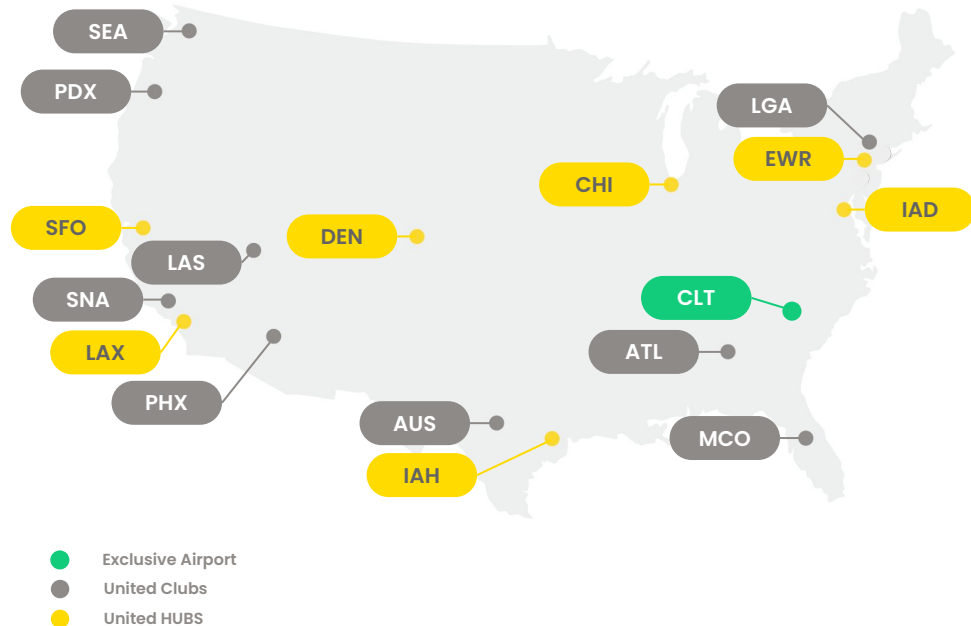 SEA
PDX
LGA
EWR
CHI
IAD
SFO
DEN
LAS
SNA
CLT
LAX
ATL
PHX
AUS
MCO
IAH
Exclusive Airport
United Clubs
United HUBS